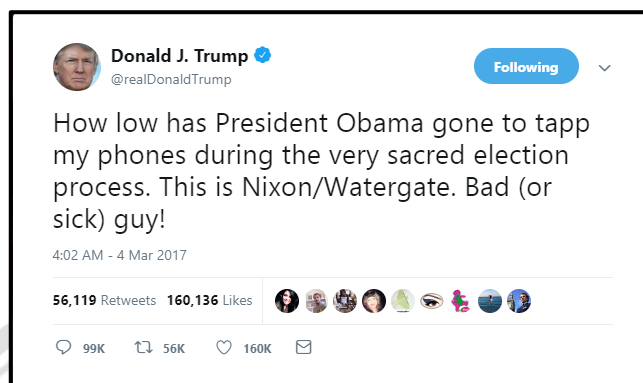 Donald J. Trump
@realDonaldTrump
Following
How low has President Obama gone to tapp
my phones during the very sacred election
process. This is Nixon/Watergate. Bad (or
sick) guy!
4:02 AM - 4 Mar 2017
56,119 Retweets 160,136 Likes
99K 56K 160K